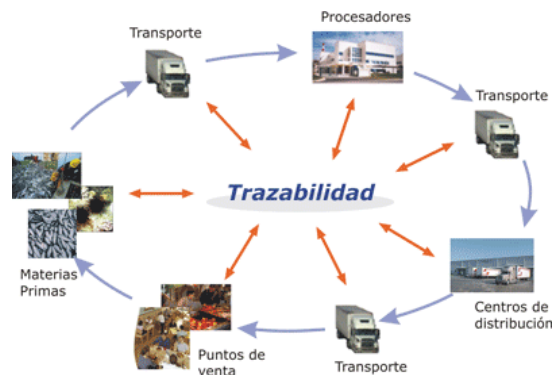 Procesadores
Transporte
Transporte
Trazabilidad
Materias
Primas
Centros de
distribución
Puntos de
venta
Transporte